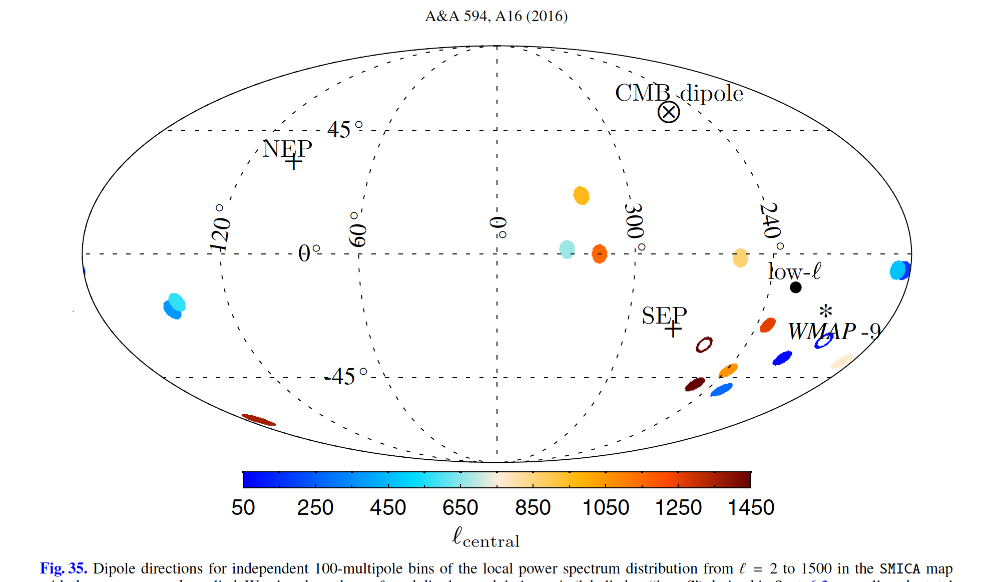 A&A 594, A16 (2016)
CMB dipole
45°
NEP
120°
60°
0°
300°
240°
0°
low-ℓ
SEP
WMAP -9
-45°
50 250 450 650 850 1050 1250 1450
ℓcentral
Fig. 35. Dipole directions for independent 100-multipole bins of the local power spectrum distribution from ℓ = 2 to 1500 in the SMICA map